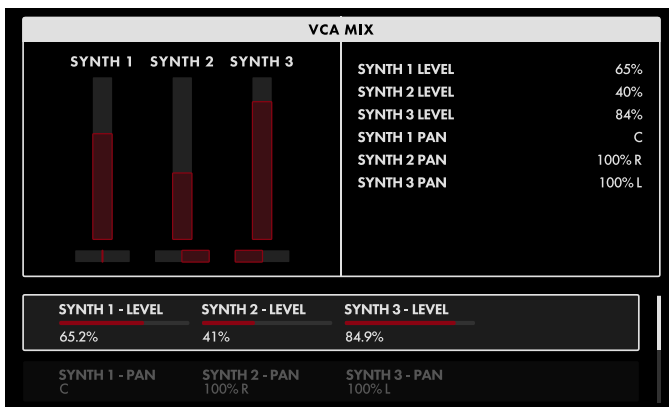 VCA MIX
SYNTH 1 SYNTH 2 SYNTH 3
SYNTH 1 LEVEL 65%
SYNTH 2 LEVEL 40%
SYNTH 3 LEVEL 84%
SYNTH 1 PAN C
SYNTH 2 PAN 100% R
SYNTH 3 PAN 100% L
SYNTH 1 - LEVEL SYNTH 2 - LEVEL SYNTH 3 - LEVEL
65.2% 41% 84.9%
SYNTH 1 - PAN SYNTH 2 - PAN SYNTH 3 - PAN
C 100% R 100% L